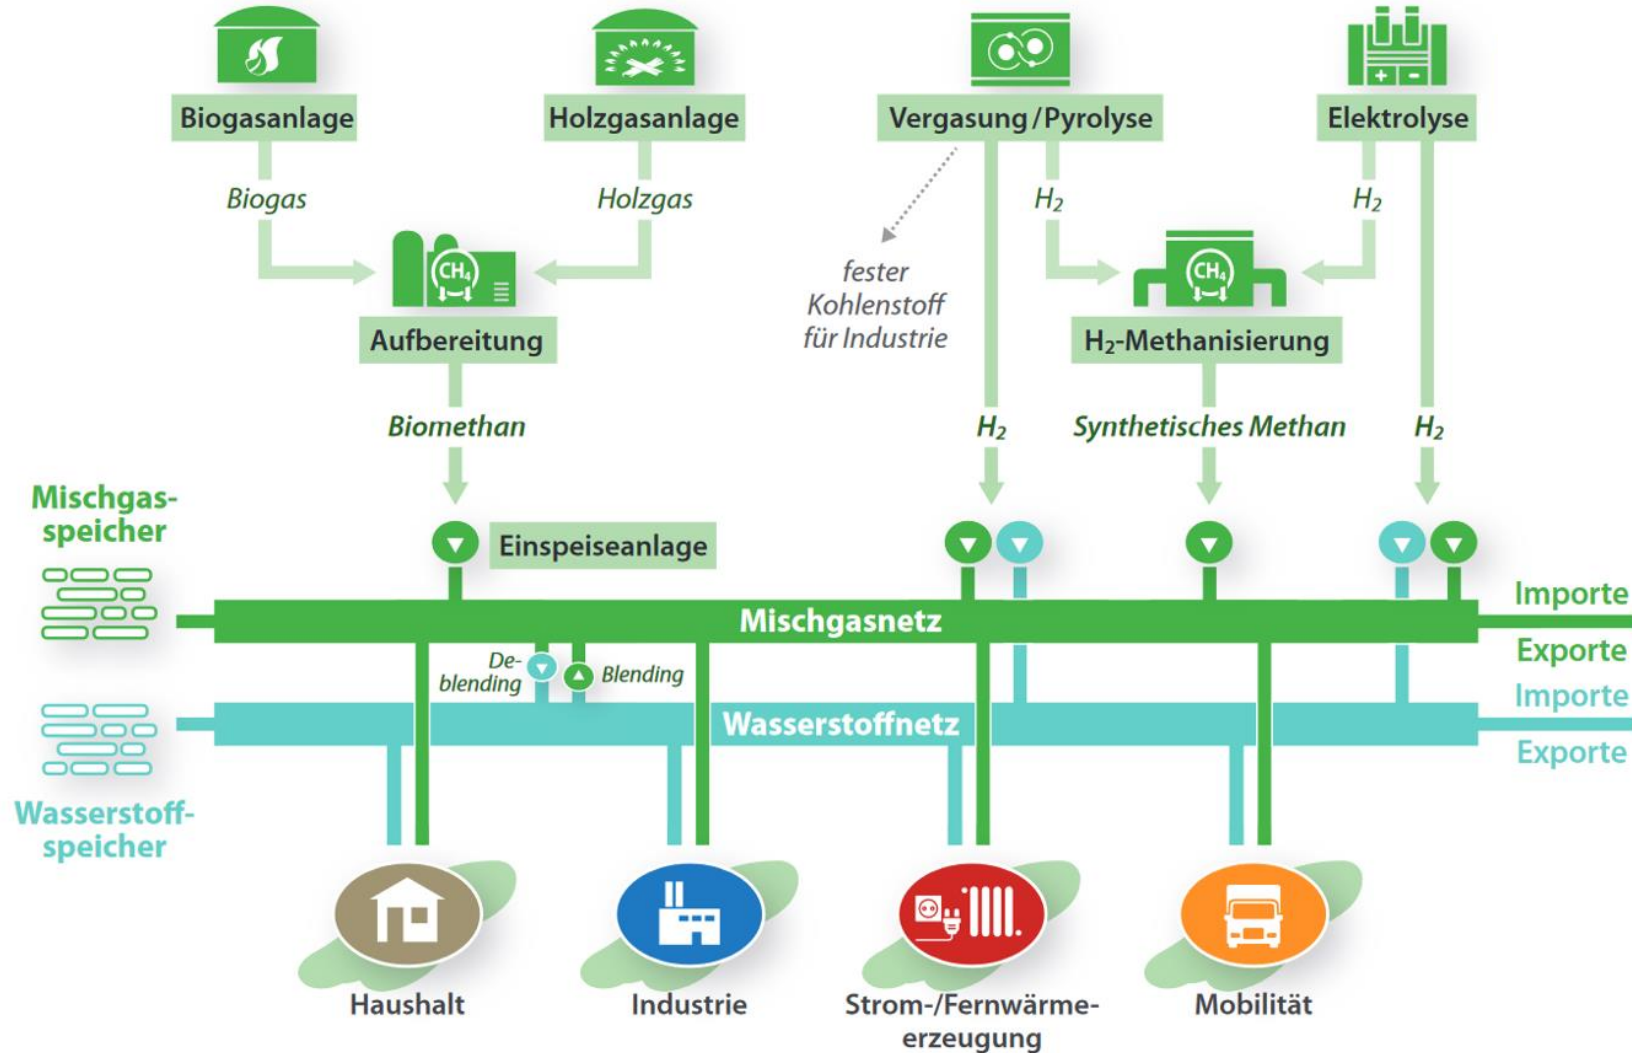 Biogasanlage
Holzgasanlage
Vergasung/Pyrolyse
Elektrolyse
+ -
Biogas
Holzgas
H₂
H₂
CH₄
CH₄
fester
Kohlenstoff
für Industrie
Aufbereitung
H₂-Methanisierung
Biomethan
H₂
Synthetisches Methan
H₂
Mischgas-
speicher
Einspeiseanlage
Mischgasnetz
Importe
Exporte
De-
blending
Blending
Wasserstoffnetz
Importe
Exporte
Wasserstoff-
speicher
Haushalt
Industrie
Strom-/Fernwärme-
erzeugung
Mobilität